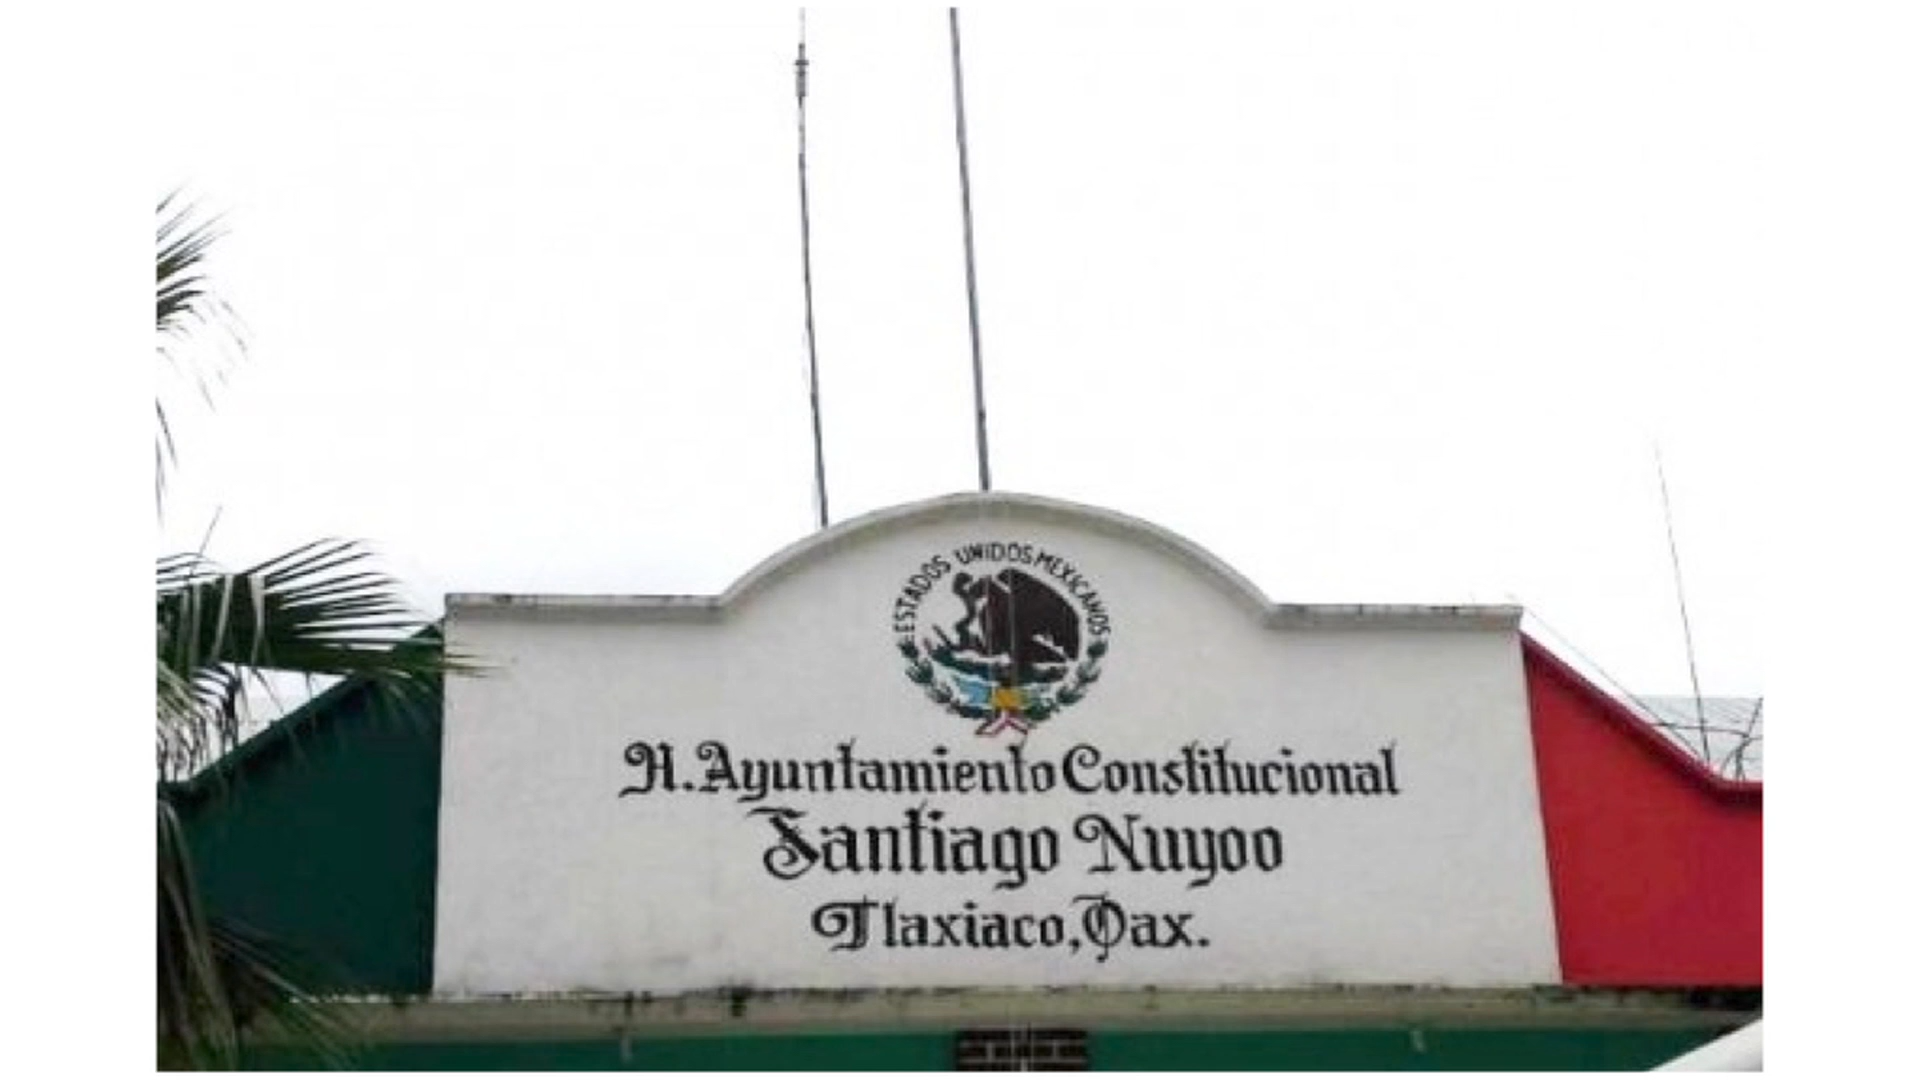 ESTADOS UNIDOS MEXICANOS
H. Ayuntamiento Constitucional
Santiago Nuyoo
Tlaxiaco, Oax.